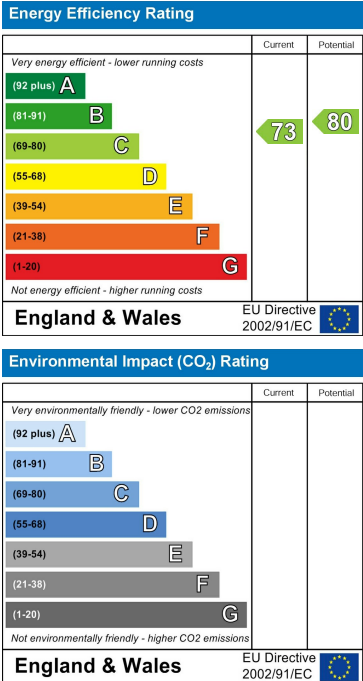 Energy Efficiency Rating
Current Potential
Very energy efficient - lower running costs
(92 plus) A
(81-91) B
(69-80) C
(55-68) D
(39-54) E
(21-38) F
(1-20) G
73
80
Not energy efficient - higher running costs
England & Wales
EU Directive
2002/91/EC
Environmental Impact (CO₂) Rating
Current Potential
Very environmentally friendly - lower CO2 emissions
(92 plus) A
(81-91) B
(69-80) C
(55-68) D
(39-54) E
(21-38) F
(1-20) G
Not environmentally friendly - higher CO2 emissions
England & Wales
EU Directive
2002/91/EC